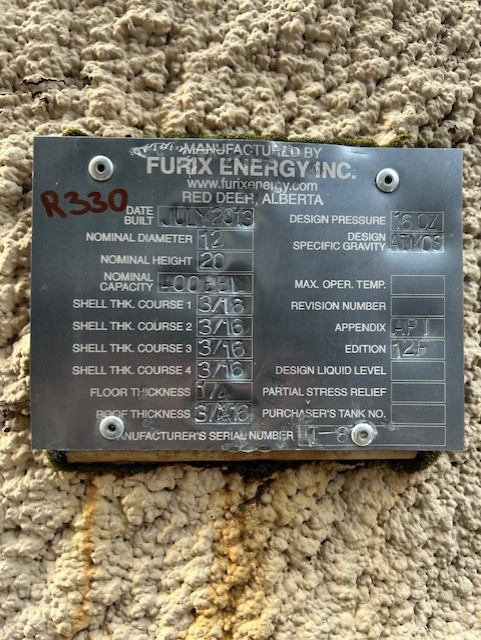 MANUFACTURED BY
FURIX ENERGY INC.
www.furixenergy.com
RED DEER, ALBERTA
R330
DATE BUILT JULY 2013
NOMINAL DIAMETER 12
NOMINAL HEIGHT 20
NOMINAL CAPACITY 400 BBL
SHELL THK. COURSE 1 3/16
SHELL THK. COURSE 2 3/16
SHELL THK. COURSE 3 3/16
SHELL THK. COURSE 4 3/16
FLOOR THICKNESS 1/4
ROOF THICKNESS 3/16
DESIGN PRESSURE 16 OZ
DESIGN SPECIFIC GRAVITY ATMOS
MAX. OPER. TEMP.
REVISION NUMBER
APPENDIX API
EDITION 12F
DESIGN LIQUID LEVEL
PARTIAL STRESS RELIEF
PURCHASER'S TANK NO.
MANUFACTURER'S SERIAL NUMBER